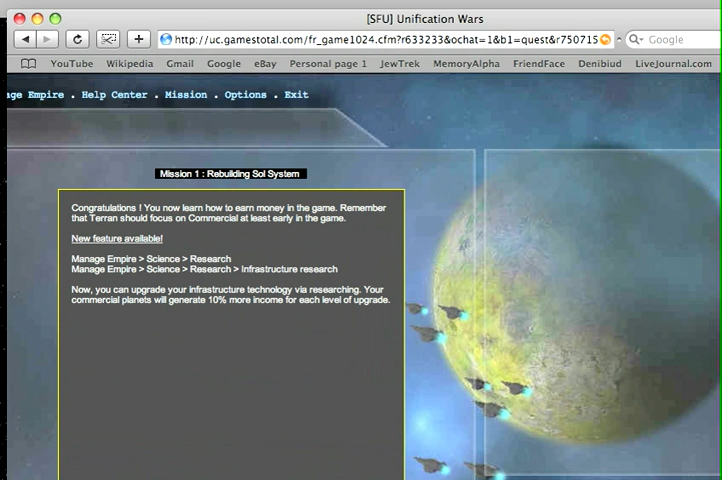 [SFU] Unification Wars
http://uc.gamestotal.com/fr_game1024.cfm?r633233&ochat=1&b1=quest&r750715
Google
YouTube Wikipedia Gmail Google eBay Personal page 1 JewTrek MemoryAlpha FriendFace Denibiud LiveJournal.com
age Empire . Help Center . Mission . Options . Exit
Mission 1 : Rebuilding Sol System
Congratulations ! You now learn how to earn money in the game. Remember
that Terran should focus on Commercial at least early in the game.
New feature available!
Manage Empire > Science > Research
Manage Empire > Science > Research > Infrastructure research
Now, you can upgrade your infrastructure technology via researching. Your
commercial planets will generate 10% more income for each level of upgrade.